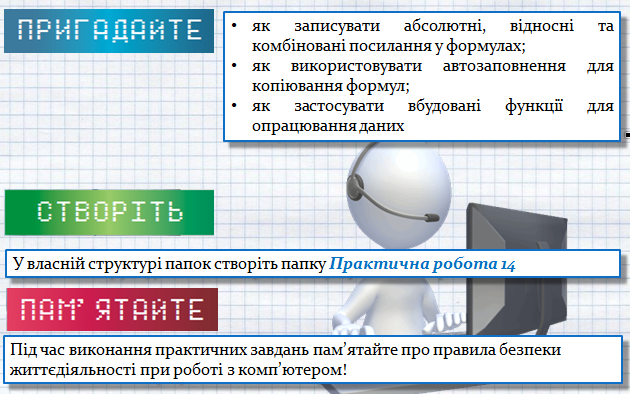 ПРИГАДАЙТЕ
• як записувати абсолютні, відносні та
комбіновані посилання у формулах;
• як використовувати автозаповнення для
копіювання формул;
• як застосувати вбудовані функції для
опрацювання даних
СТВОРІТЬ
У власній структурі папок створіть папку Практична робота 14
ПАМ’ ЯТАЙТЕ
Під час виконання практичних завдань пам’ятайте про правила безпеки
життєдіяльності при роботі з комп’ютером!